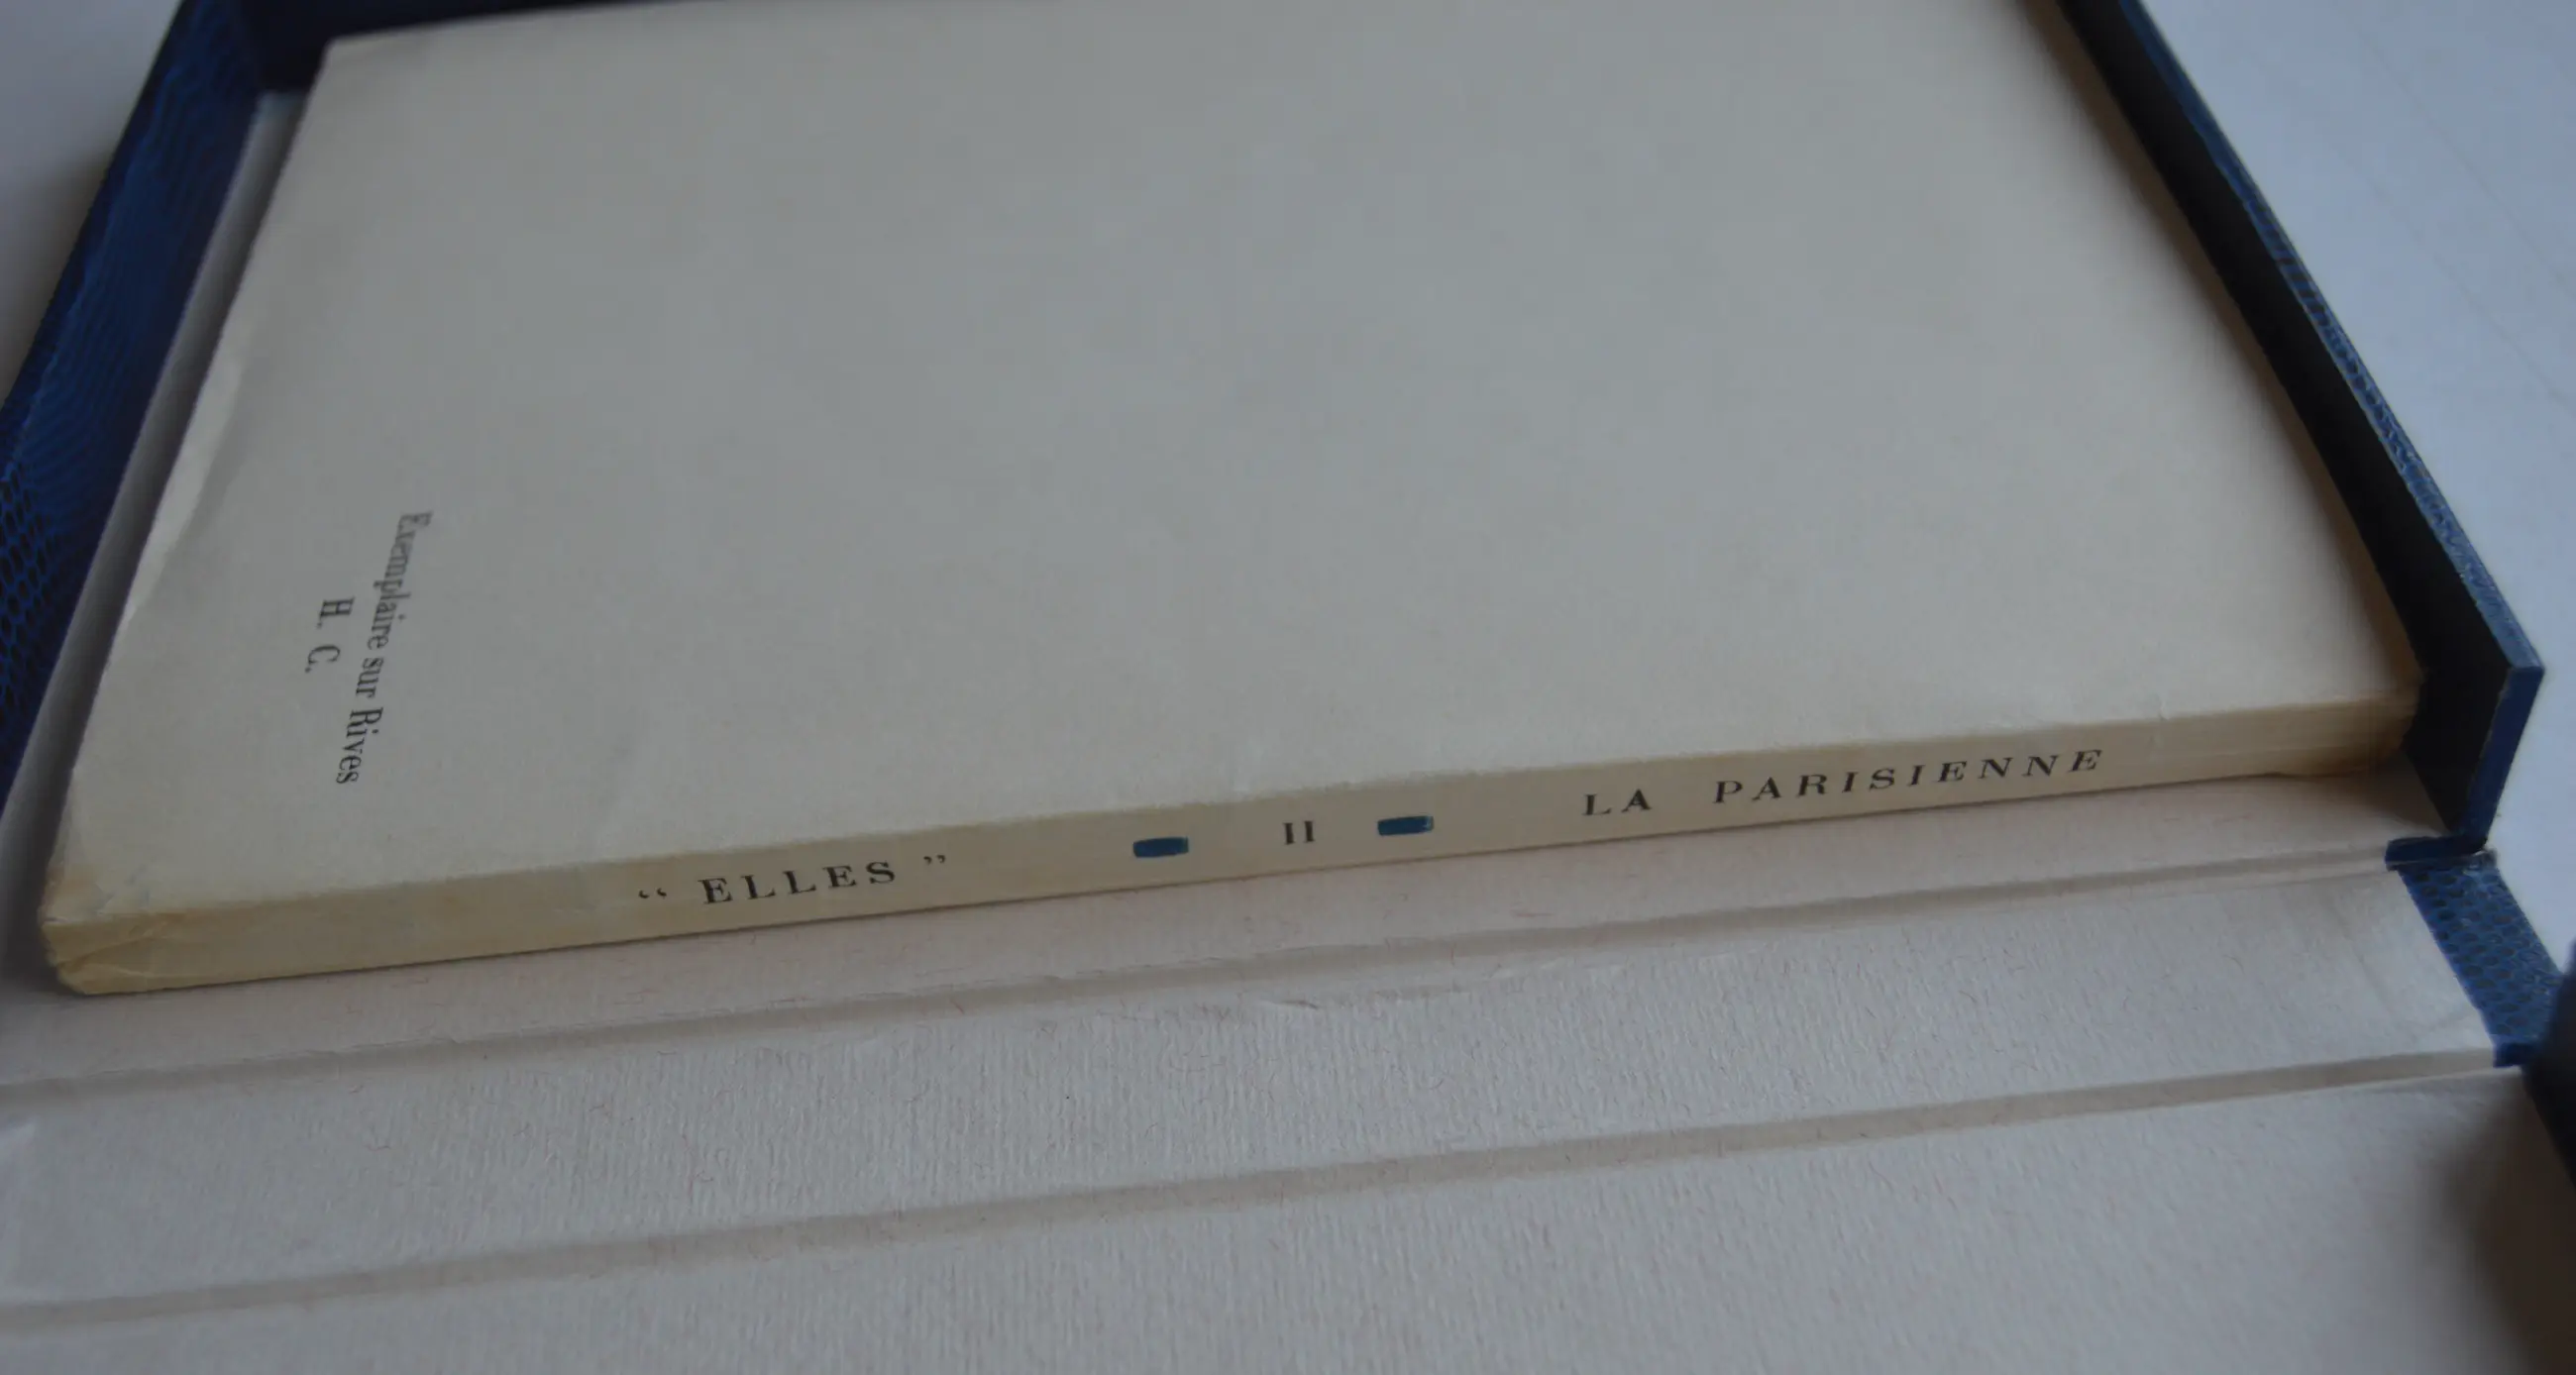 Exemplaire sur Rives
H. C.
“ ELLES ” II LA PARISIENNE